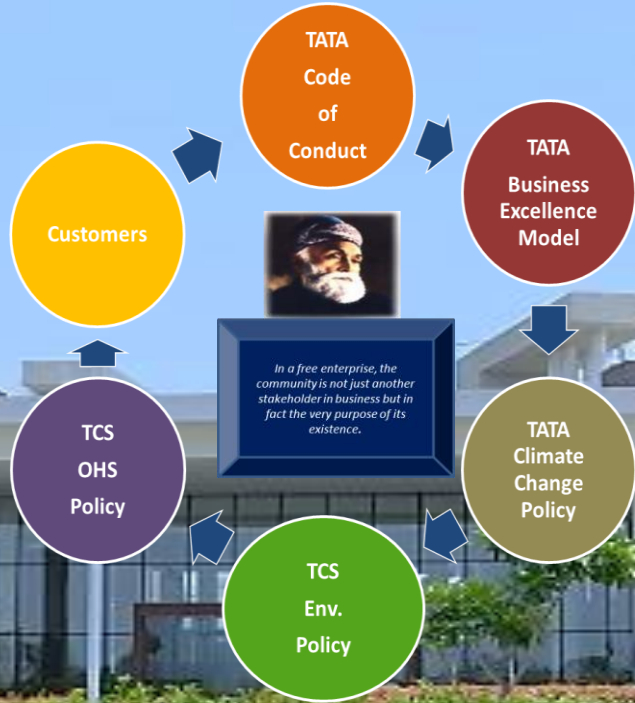 TATA
Code
of
Conduct
TATA
Business
Excellence
Model
Customers
In a free enterprise, the
community is not just another
stakeholder in business but in
fact the very purpose of its
existence.
TCS
OHS
Policy
TATA
Climate
Change
Policy
TCS
Env.
Policy